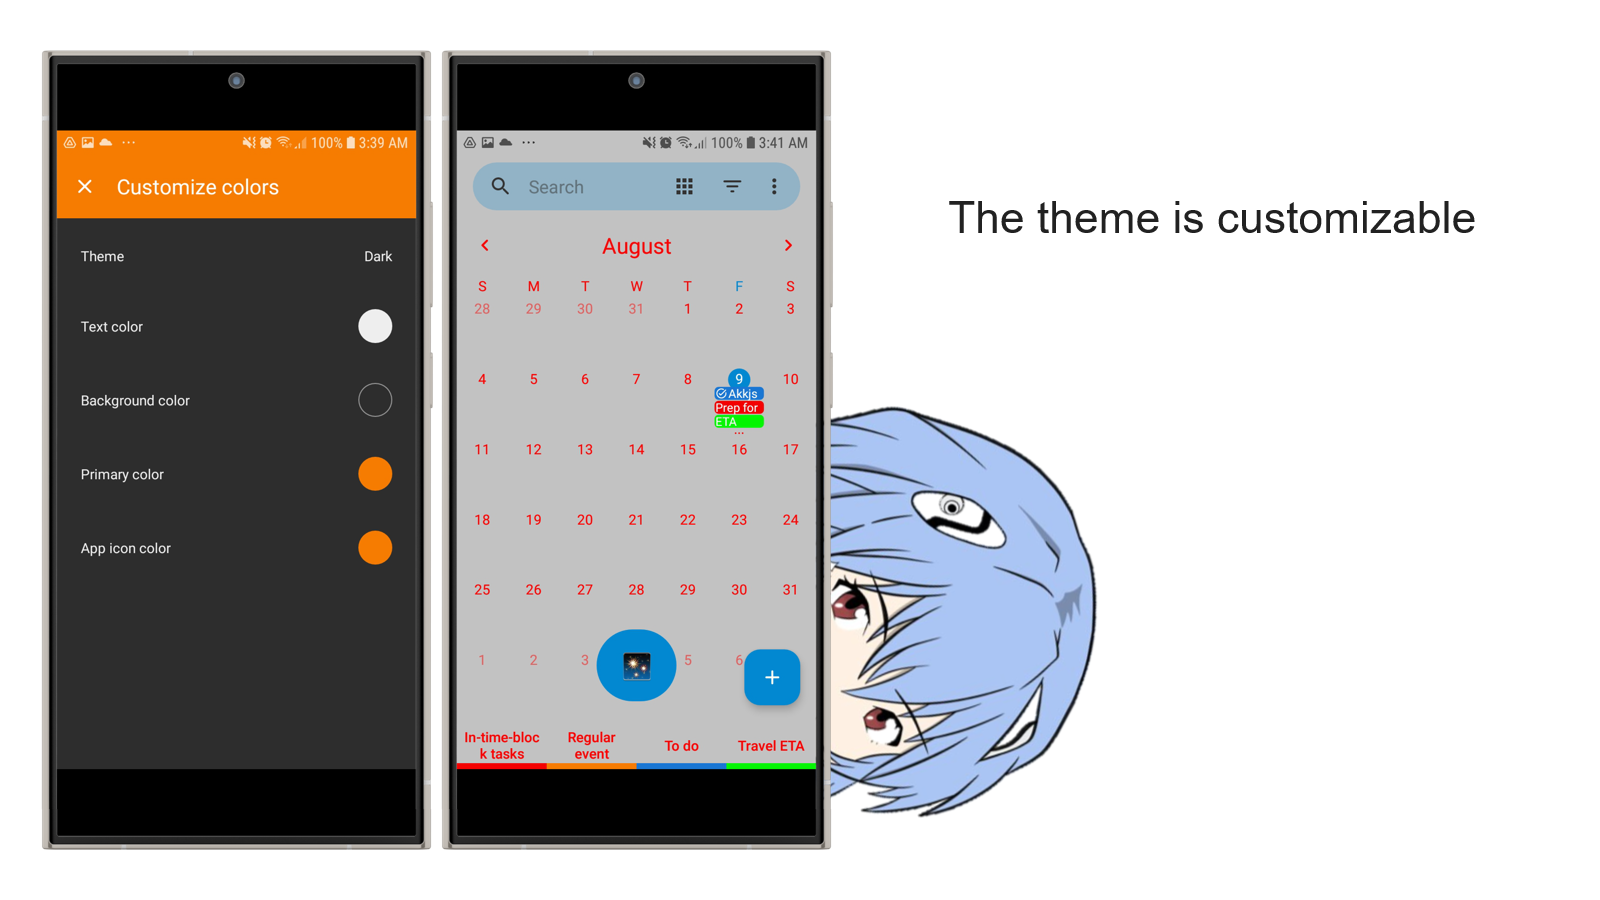 100% 3:39 AM
Customize colors
Theme Dark
Text color
Background color
Primary color
App icon color
100% 3:41 AM
Search
August
S M T W T F S
28 29 30 31 1 2 3
4 5 6 7 8 9 10
Akkjs
Prep for
ETA
...
11 12 13 14 15 16 17
18 19 20 21 22 23 24
25 26 27 28 29 30 31
1 2 3 5 6
In-time-bloc
k tasks
Regular
event
To do
Travel ETA
The theme is customizable